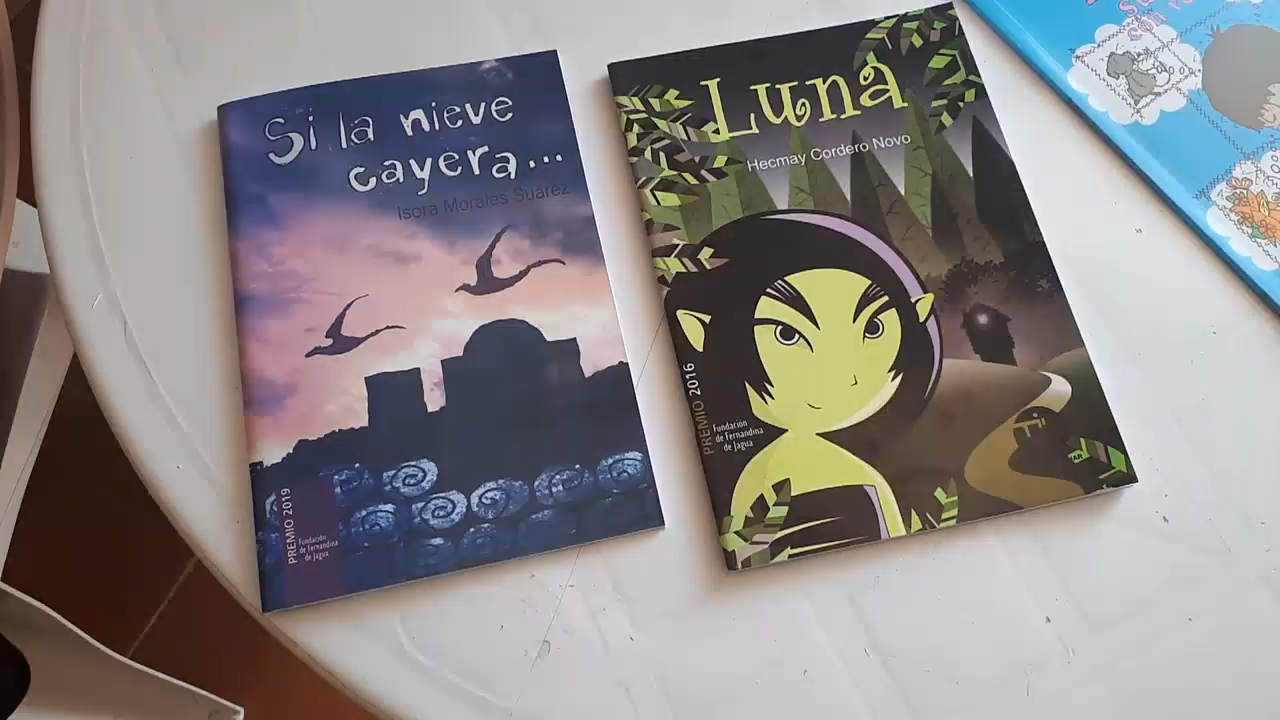 Si la nieve
cayera...
Isora Morales Suárez
PREMIO 2019
Fundación
de Fernandina
de Jagua
Luna
Hecmay Cordero Novo
PREMIO 2016
Fundación
de Fernandina
de Jagua